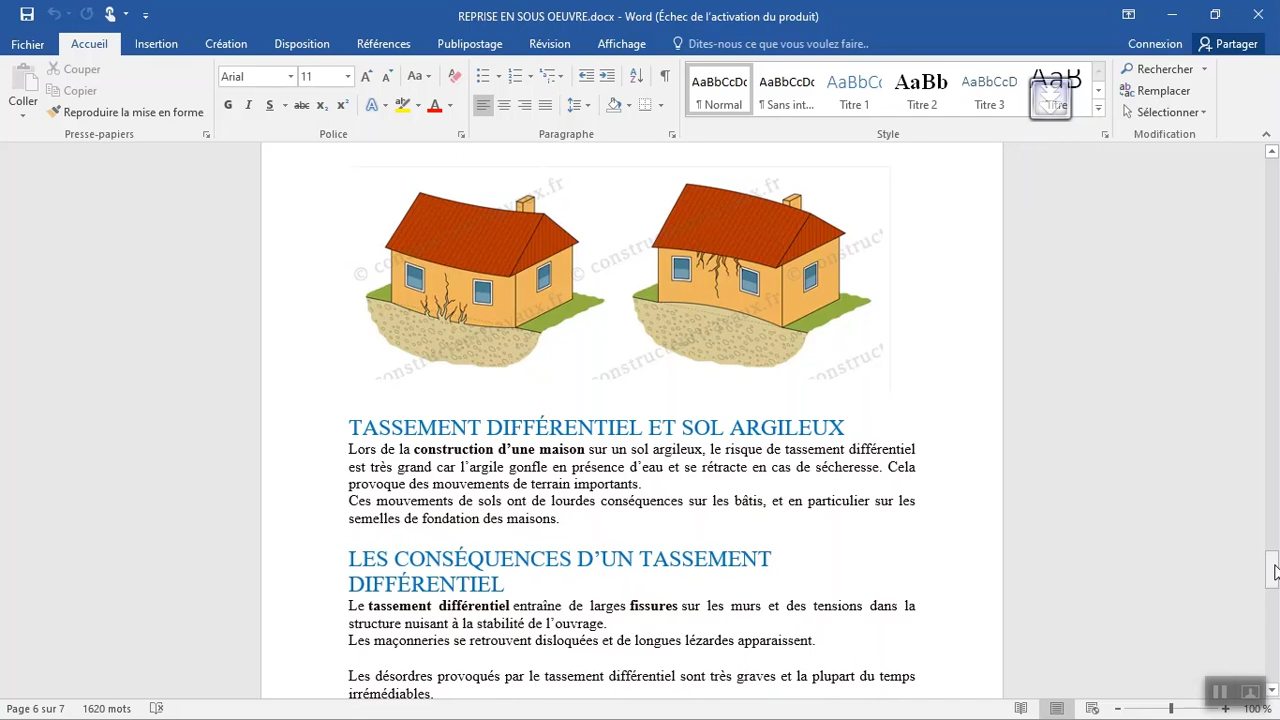 REPRISE EN SOUS OEUVRE.docx - Word (Échec de l'activation du produit)
Fichier Accueil Insertion Création Disposition Références Publipostage Révision Affichage Dites-nous ce que vous voulez faire.. Connexion Partager
Coller
Couper
Copier
Reproduire la mise en forme
Presse-papiers
Arial 11
Police
Paragraphe
AaBbCcDc AaBbCcDc AaBbCc AaBb AaBbCcD AaB
¶ Normal ¶ Sans int... Titre 1 Titre 2 Titre 3 Titre
Style
Rechercher
Remplacer
Sélectionner
Modification
TASSEMENT DIFFÉRENTIEL ET SOL ARGILEUX
Lors de la construction d'une maison sur un sol argileux, le risque de tassement différentiel
est très grand car l'argile gonfle en présence d'eau et se rétracte en cas de sécheresse. Cela
provoque des mouvements de terrain importants.
Ces mouvements de sols ont de lourdes conséquences sur les bâtis, et en particulier sur les
semelles de fondation des maisons.
LES CONSÉQUENCES D'UN TASSEMENT
DIFFÉRENTIEL
Le tassement différentiel entraîne de larges fissures sur les murs et des tensions dans la
structure nuisant à la stabilité de l'ouvrage.
Les maçonneries se retrouvent disloquées et de longues lézardes apparaissent.
Les désordres provoqués par le tassement différentiel sont très graves et la plupart du temps
irrémédiables.
Page 6 sur 7 1620 mots 100 %